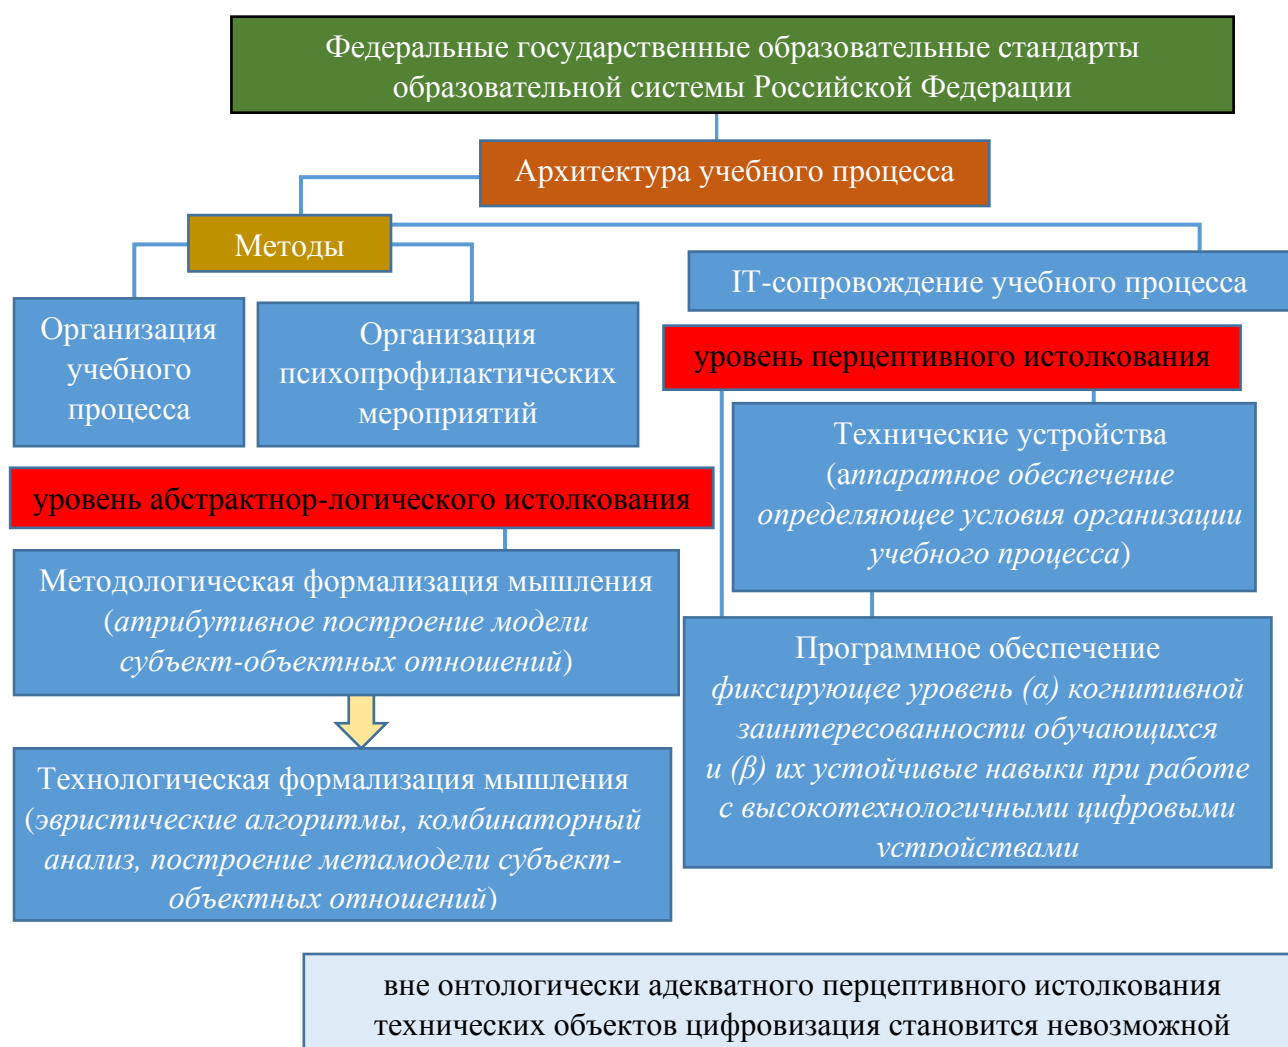 Федеральные государственные образовательные стандарты
образовательной системы Российской Федерации
Архитектура учебного процесса
Методы
IT-сопровождение учебного процесса
Организация
учебного
процесса
Организация
психопрофилактических
мероприятий
уровень перцептивного истолкования
Технические устройства
(аппаратное обеспечение
определяющее условия организации
учебного процесса)
уровень абстрактнор-логического истолкования
Методологическая формализация мышления
(атрибутивное построение модели
субъект-объектных отношений)
Программное обеспечение
фиксирующее уровень (α) когнитивной
заинтересованности обучающихся
и (β) их устойчивые навыки при работе
с высокотехнологичными цифровыми
устройствами
Технологическая формализация мышления
(эвристические алгоритмы, комбинаторный
анализ, построение метамодели субъект-
объектных отношений)
вне онтологически адекватного перцептивного истолкования
технических объектов цифровизация становится невозможной